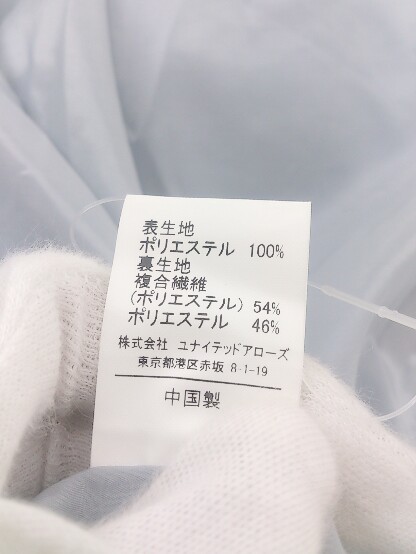 表生地
ポリエステル 100%
裏生地
複合繊維
(ポリエステル) 54%
ポリエステル 46%
株式会社 ユナイテッドアローズ
東京都港区赤坂 8-1-19
中国製